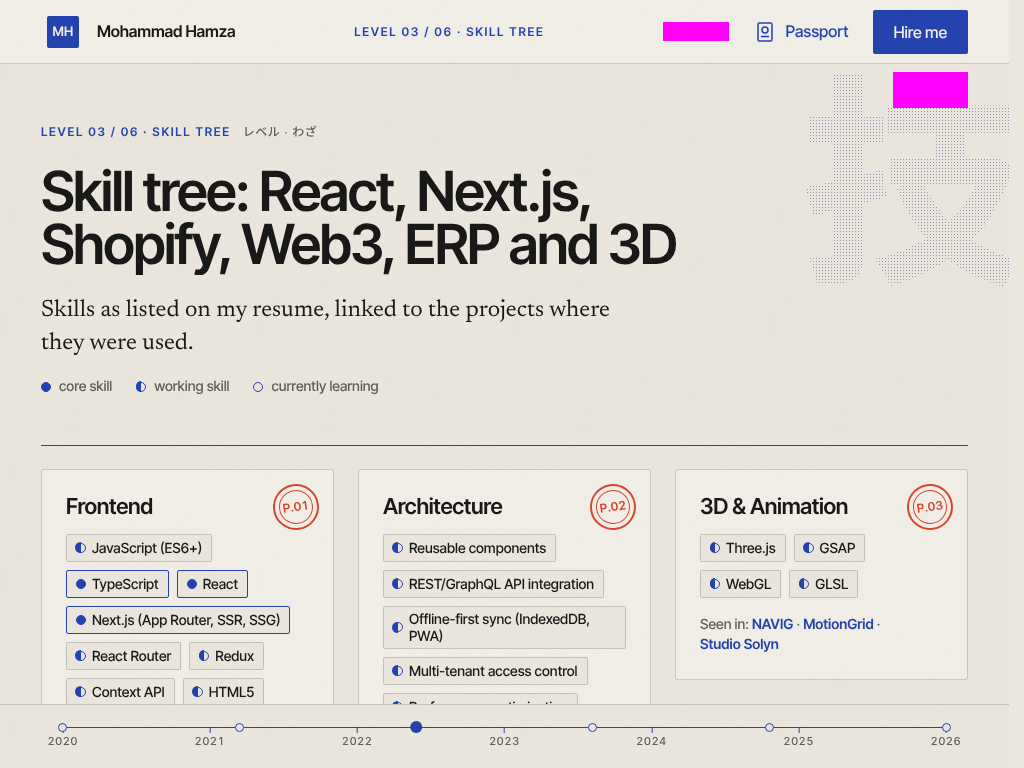 MH
Mohammad Hamza
LEVEL 03 / 06 · SKILL TREE
Passport
Hire me
技
LEVEL 03 / 06 · SKILL TREE レベル · わざ
Skill tree: React, Next.js,
Shopify, Web3, ERP and 3D
Skills as listed on my resume, linked to the projects where
they were used.
core skill
working skill
currently learning
Frontend
P.01
JavaScript (ES6+)
TypeScript
React
Next.js (App Router, SSR, SSG)
React Router
Redux
Context API
HTML5
Architecture
P.02
Reusable components
REST/GraphQL API integration
Offline-first sync (IndexedDB,
PWA)
Multi-tenant access control
3D & Animation
P.03
Three.js
GSAP
WebGL
GLSL
Seen in: NAVIG · MotionGrid ·
Studio Solyn
2020
2021
2022
2023
2024
2025
2026